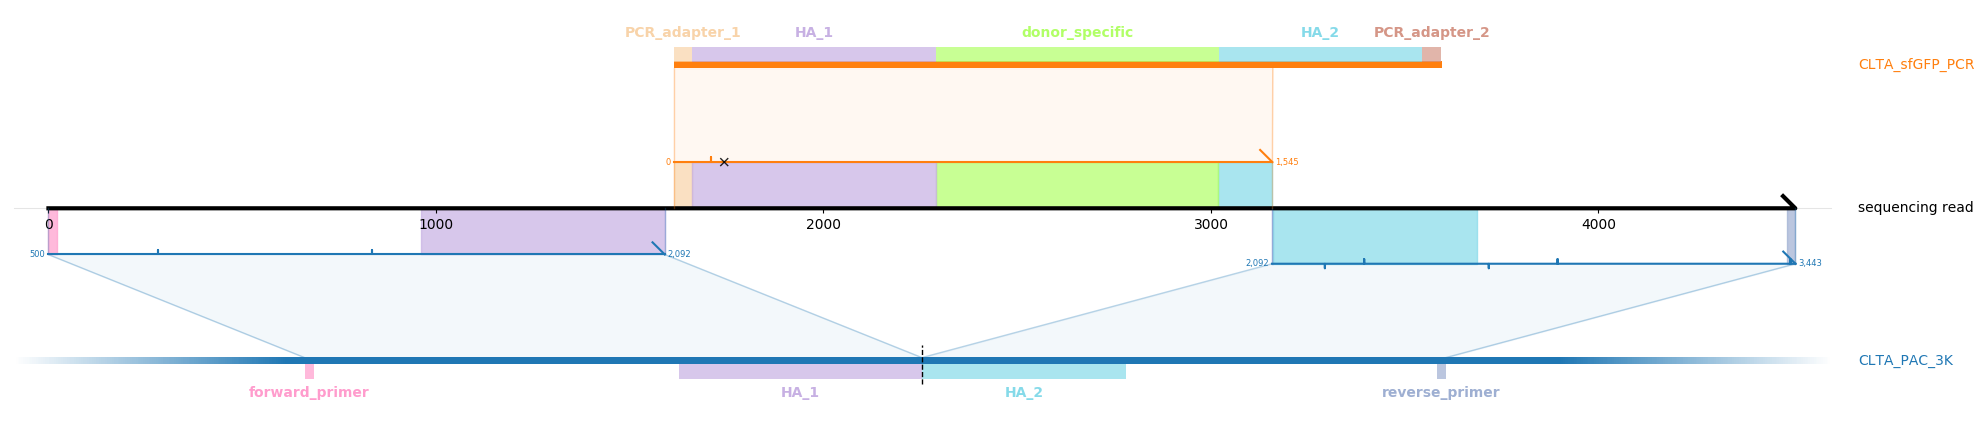 PCR_adapter_1 HA_1 donor_specific HA_2 PCR_adapter_2
CLTA_sfGFP_PCR
0 1,545
sequencing read
0 1000 2000 3000 4000
500 2,092 2,092 3,443
CLTA_PAC_3K
forward_primer HA_1 HA_2 reverse_primer